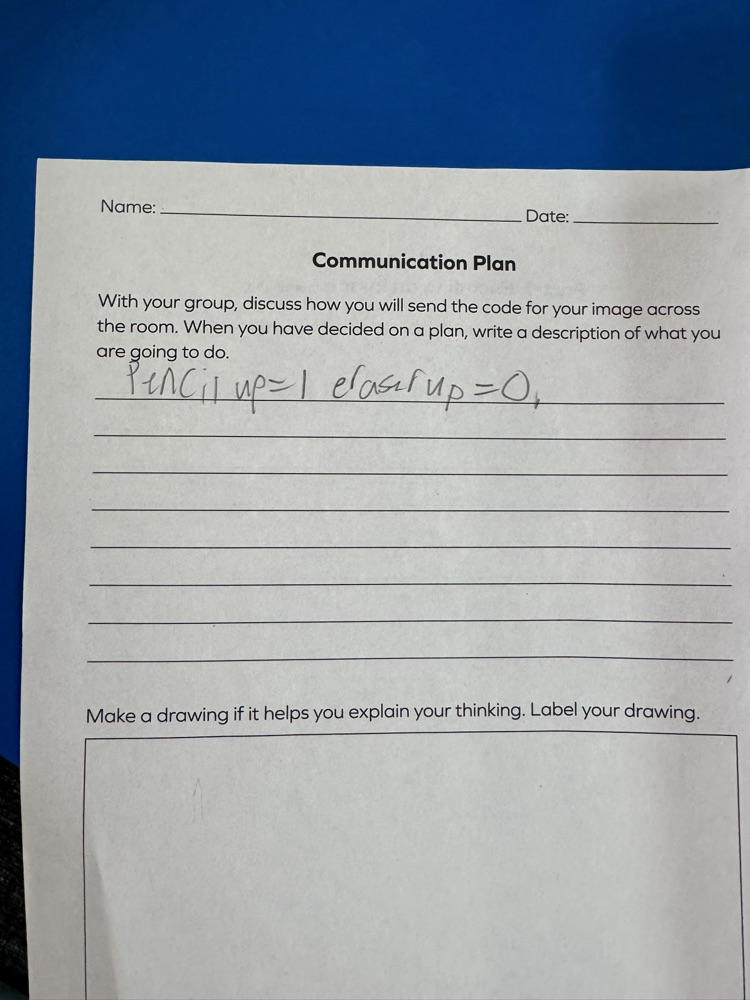 Name: Date:
Communication Plan
With your group, discuss how you will send the code for your image across
the room. When you have decided on a plan, write a description of what you
are going to do.
Pencil up=1 eraser up=0,
Make a drawing if it helps you explain your thinking. Label your drawing.